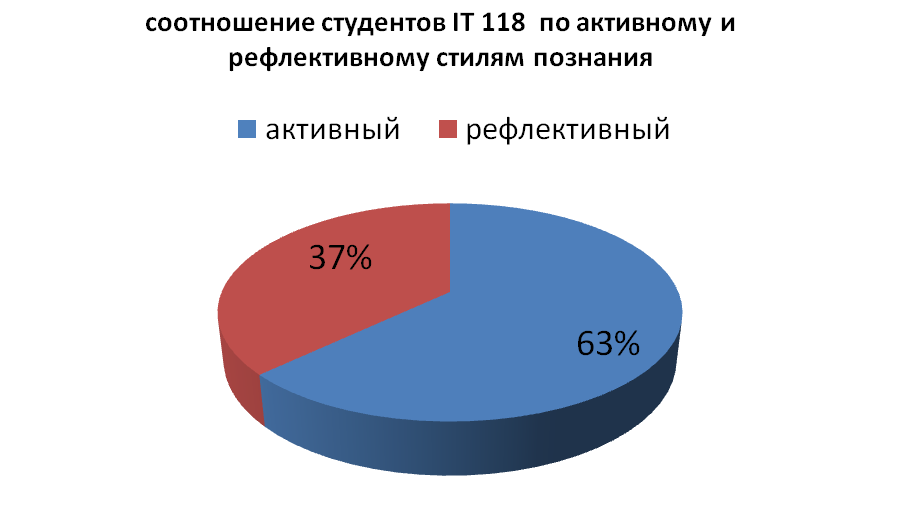 соотношение студентов IT 118 по активному и
рефлективному стилям познания
активный рефлективный
37%
63%